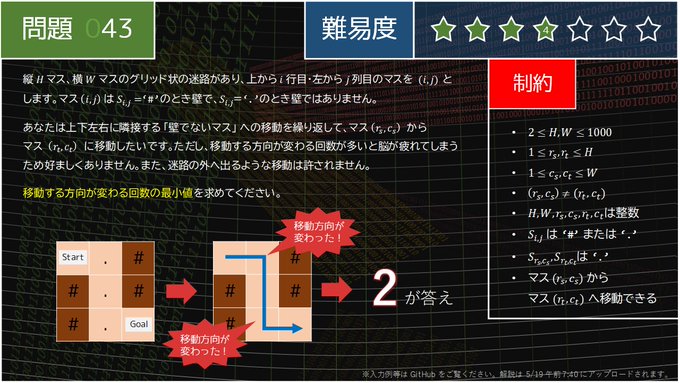 問題 043
難易度
4
縦 H マス、横 W マスのグリッド状の迷路があり、上から i 行目・左から j 列目のマスを (i, j) と
します。マス (i, j) は S_{i,j} =‘#’のとき壁で、S_{i,j}=‘.’のとき壁ではありません。
あなたは上下左右に隣接する「壁でないマス」への移動を繰り返して、マス (r_s, c_s) から
マス (r_t, c_t) に移動したいです。ただし、移動する方向が変わる回数が多いと脳が疲れてしまう
ため好ましくありません。また、迷路の外へ出るような移動は許されません。
移動する方向が変わる回数の最小値を求めてください。
制約
• 2 ≤ H,W ≤ 1000
• 1 ≤ r_s, r_t ≤ H
• 1 ≤ c_s, c_t ≤ W
• (r_s, c_s) ≠ (r_t, c_t)
• H,W,r_s,c_s,r_t,c_tは整数
• S_{i,j} は ‘#’ または ‘.’
• S_{r_s,c_s},S_{r_t,c_t}は ‘.’
• マス (r_s, c_s) から
マス (r_t, c_t) へ移動できる
Start . #
# . #
# . Goal
移動方向が
変わった！
#
#
移動方向が
変わった！
2 が答え
※入力例等は GitHub をご覧ください。解説は 5/19 午前7:40 にアップロードされます。